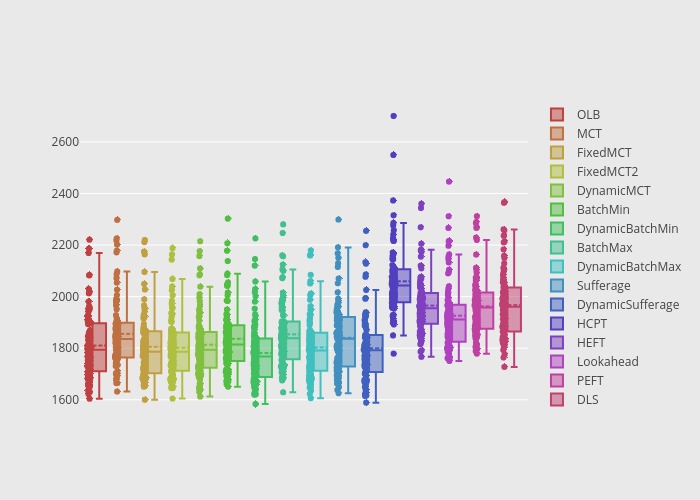 2600
2400
2200
2000
1800
1600
OLB
MCT
FixedMCT
FixedMCT2
DynamicMCT
BatchMin
DynamicBatchMin
BatchMax
DynamicBatchMax
Sufferage
DynamicSufferage
HCPT
HEFT
Lookahead
PEFT
DLS